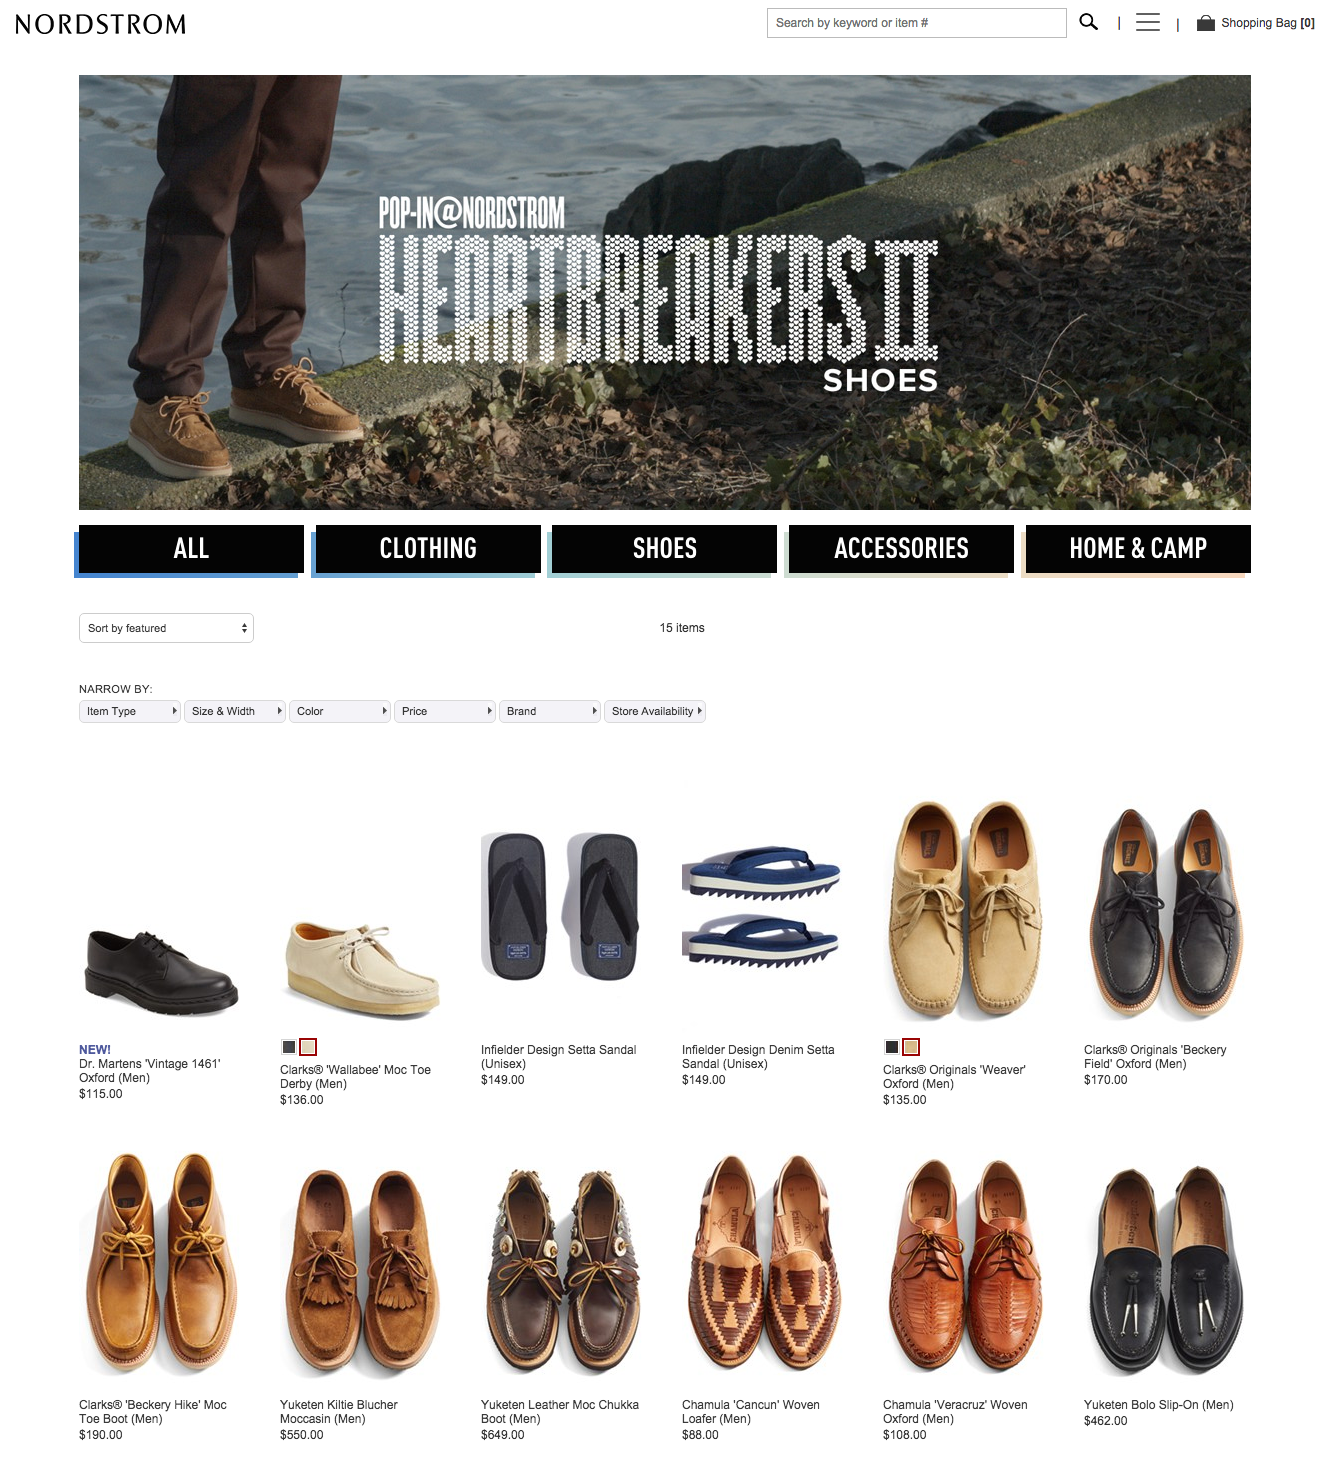 NORDSTROM
Search by keyword or item #
|
|
Shopping Bag [0]
POP-IN@NORDSTROM
HEARTBREAKERS II
SHOES
ALL
CLOTHING
SHOES
ACCESSORIES
HOME & CAMP
Sort by featured
15 items
NARROW BY:
Item Type
Size & Width
Color
Price
Brand
Store Availability
NEW!
Dr. Martens 'Vintage 1461'
Oxford (Men)
$115.00
Clarks® 'Wallabee' Moc Toe
Derby (Men)
$136.00
Infielder Design Setta Sandal
(Unisex)
$149.00
Infielder Design Denim Setta
Sandal (Unisex)
$149.00
Clarks® Originals 'Weaver'
Oxford (Men)
$135.00
Clarks® Originals 'Beckery
Field' Oxford (Men)
$170.00
CHAMULA
CHAMULA
Clarks® 'Beckery Hike' Moc
Toe Boot (Men)
$190.00
Yuketen Kiltie Blucher
Moccasin (Men)
$550.00
Yuketen Leather Moc Chukka
Boot (Men)
$649.00
Chamula 'Cancun' Woven
Loafer (Men)
$88.00
Chamula 'Veracruz' Woven
Oxford (Men)
$108.00
Yuketen Bolo Slip-On (Men)
$462.00